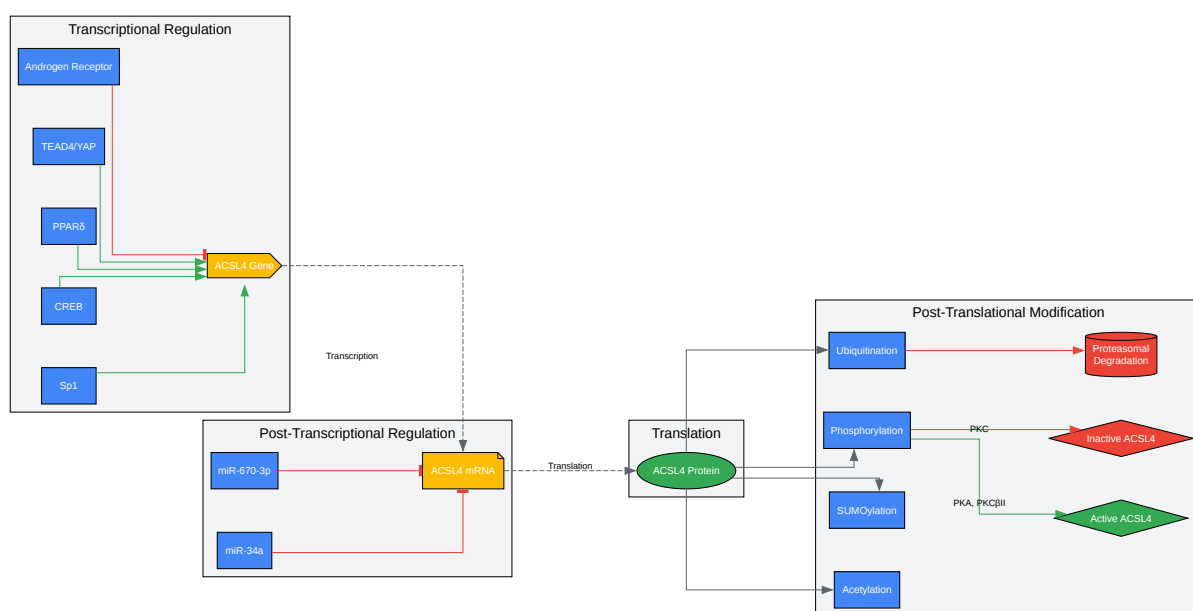 Transcriptional Regulation
Androgen Receptor
TEAD4/YAP
PPARδ
ACSL4 Gene
CREB
Sp1
Transcription
Post-Transcriptional Regulation
miR-670-3p
ACSL4 mRNA
miR-34a
Translation
Translation
ACSL4 Protein
Post-Translational Modification
Ubiquitination
Proteasomal
Degradation
Phosphorylation
PKC
Inactive ACSL4
PKA, PKCβII
SUMOylation
Active ACSL4
Acetylation